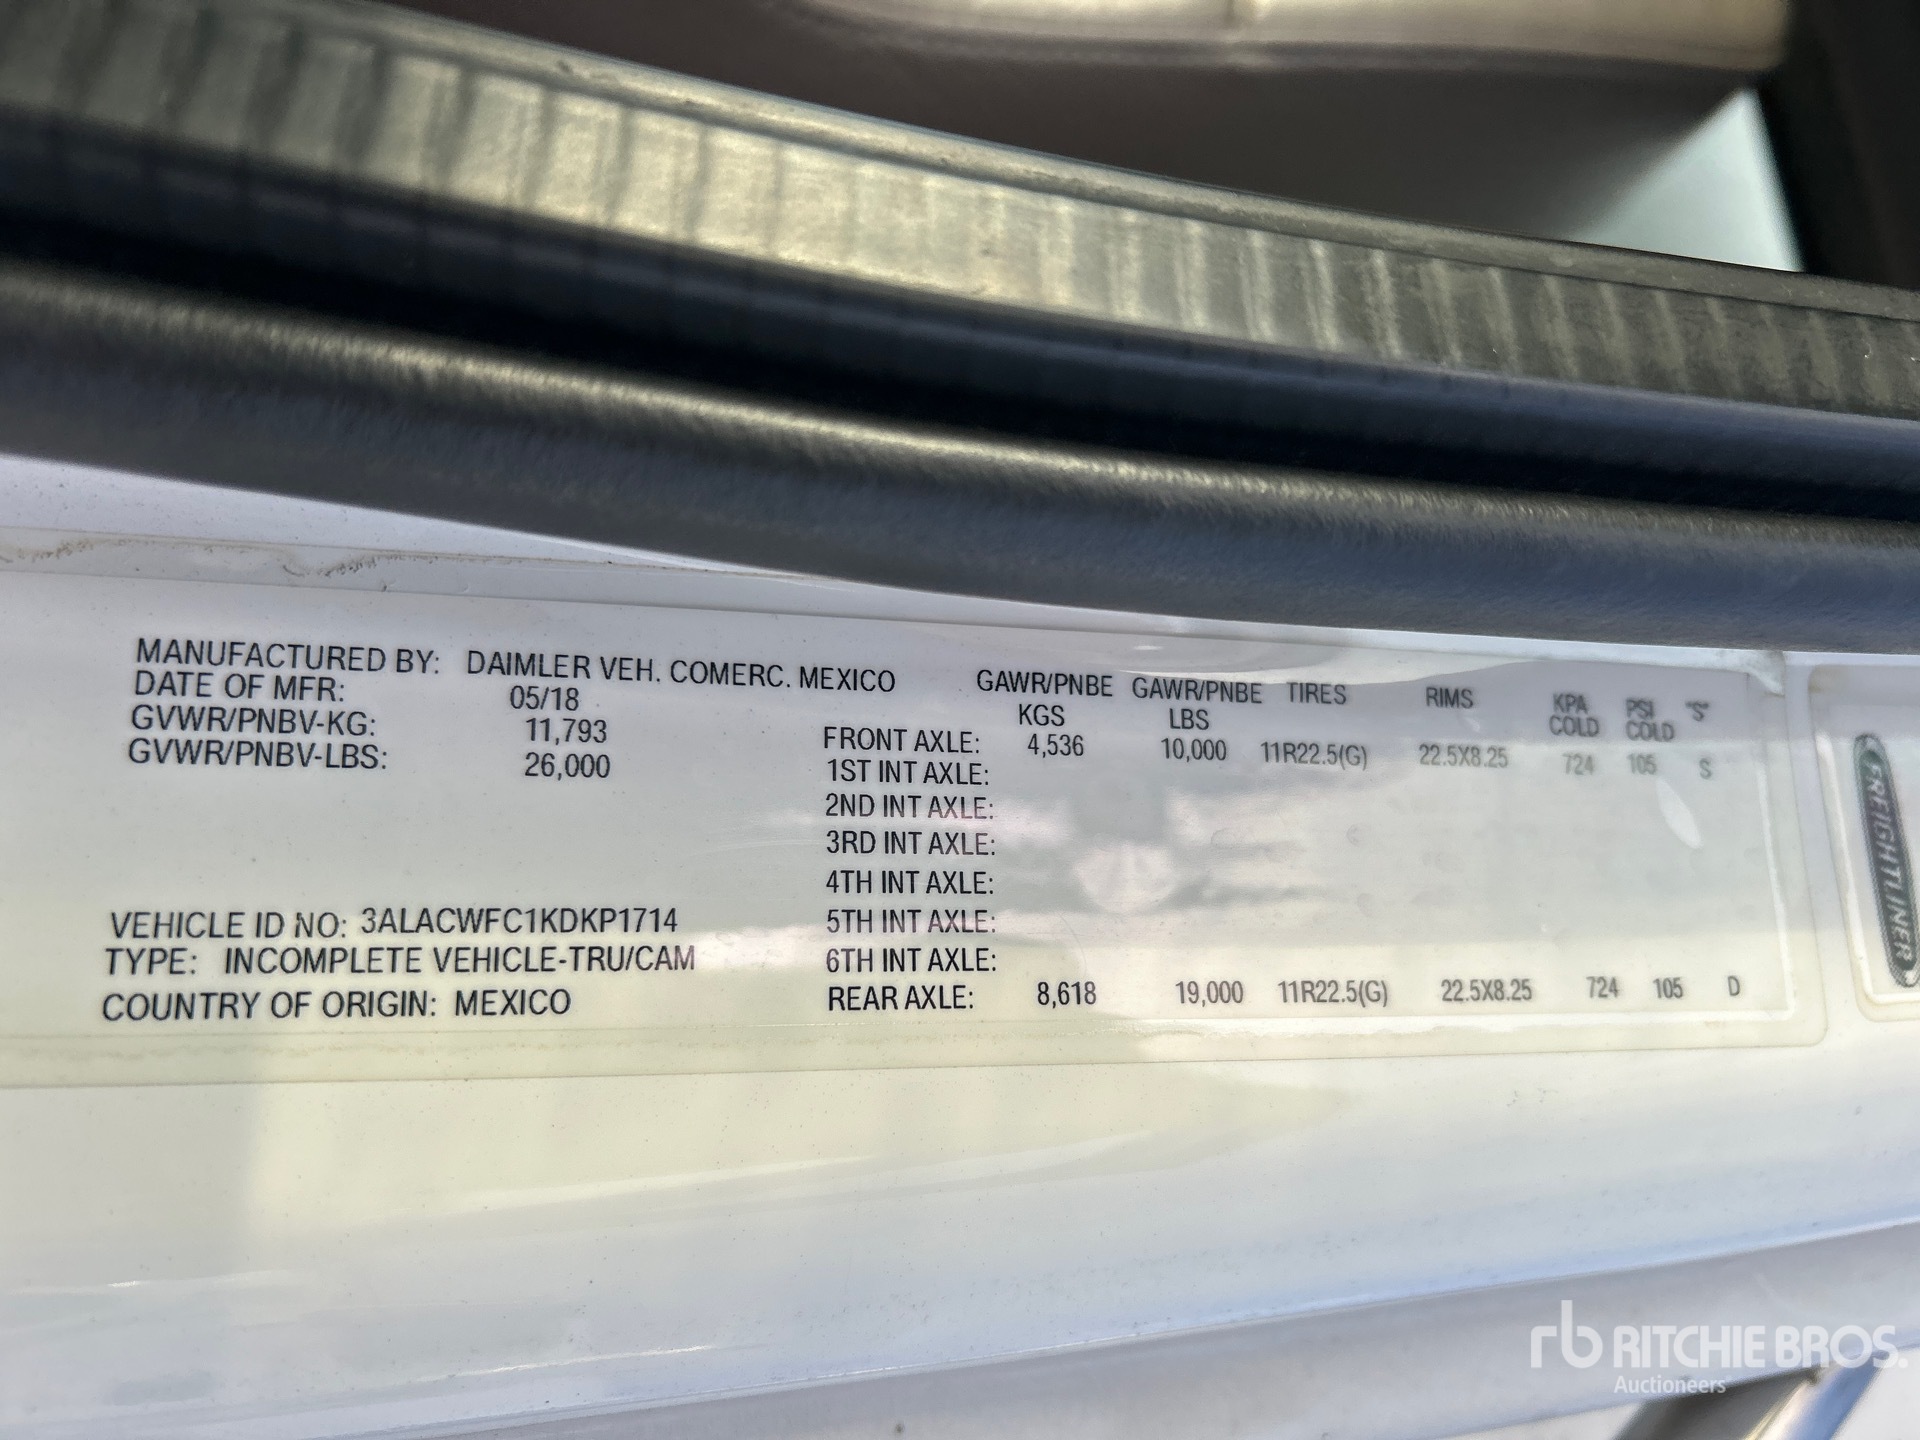 MANUFACTURED BY: DAIMLER VEH. COMERC. MEXICO
DATE OF MFR: 05/18
GVWR/PNBV-KG: 11,793
GVWR/PNBV-LBS: 26,000
VEHICLE ID NO: 3ALACWFC1KDKP1714
TYPE: INCOMPLETE VEHICLE-TRU/CAM
COUNTRY OF ORIGIN: MEXICO
GAWR/PNBE GAWR/PNBE TIRES RIMS KPA PSI "S"
KGS LBS COLD COLD
FRONT AXLE: 4,536 10,000 11R22.5(G) 22.5X8.25 724 105 S
1ST INT AXLE:
2ND INT AXLE:
3RD INT AXLE:
4TH INT AXLE:
5TH INT AXLE:
6TH INT AXLE:
REAR AXLE: 8,618 19,000 11R22.5(G) 22.5X8.25 724 105 D
FREIGHTLINER
rb RITCHIE BROS.
Auctioneers